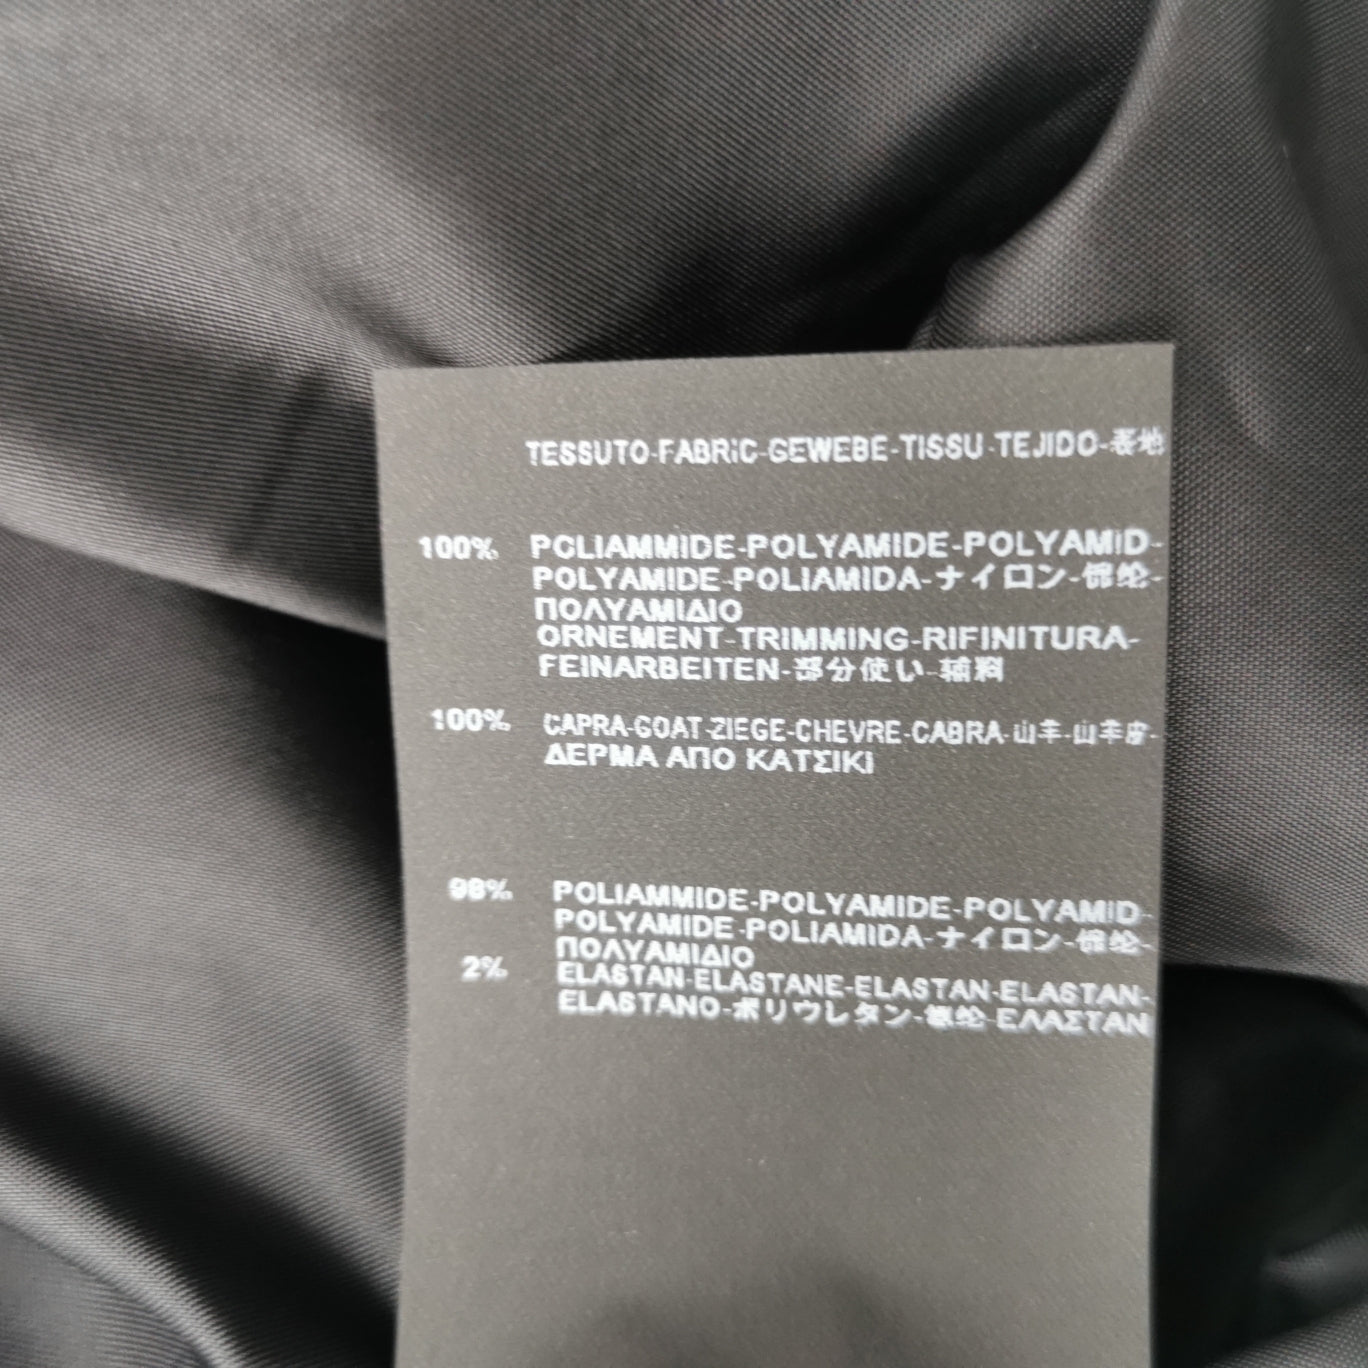 TESSUTO-FABRIC-GEWEBE-TISSU-TEJIDO-表地
100% POLIAMMIDE-POLYAMIDE-POLYAMID-
POLYAMIDE-POLIAMIDA-ナイロン-锦纶-
ΠΟΛΥΑΜΙΔΙΟ
ORNEMENT-TRIMMING-RIFINITURA-
FEINARBEITEN-部分使い-辅料
100% CAPRA-GOAT-ZIEGE-CHEVRE-CABRA-山羊-山羊皮-
ΔΕΡΜΑ ΑΠΟ ΚΑΤΣΙΚΙ
98% POLIAMMIDE-POLYAMIDE-POLYAMID-
POLYAMIDE-POLIAMIDA-ナイロン-锦纶-
ΠΟΛΥΑΜΙΔΙΟ
2% ELASTAN-ELASTANE-ELASTAN-ELASTAN-
ELASTANO-ポリウレタン-氨纶-ΕΛΑΣΤΑΝ